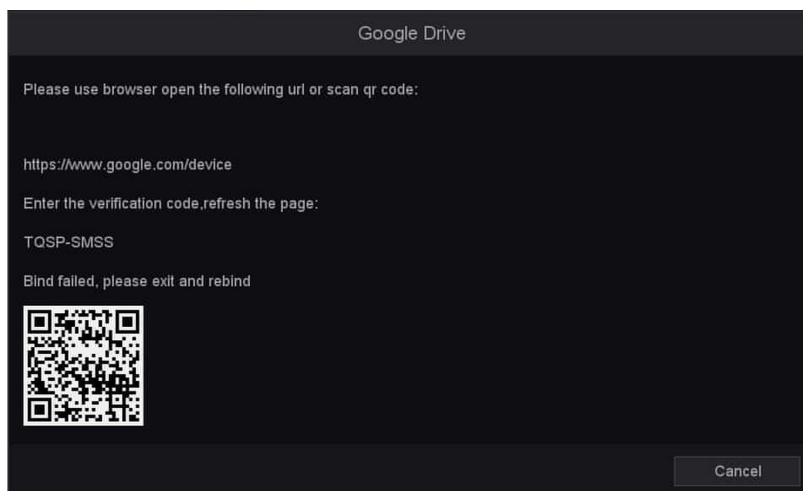 Google Drive
Please use browser open the following url or scan qr code:
https://www.google.com/device
Enter the verification code,refresh the page:
TQSP-SMSS
Bind failed, please exit and rebind
Cancel